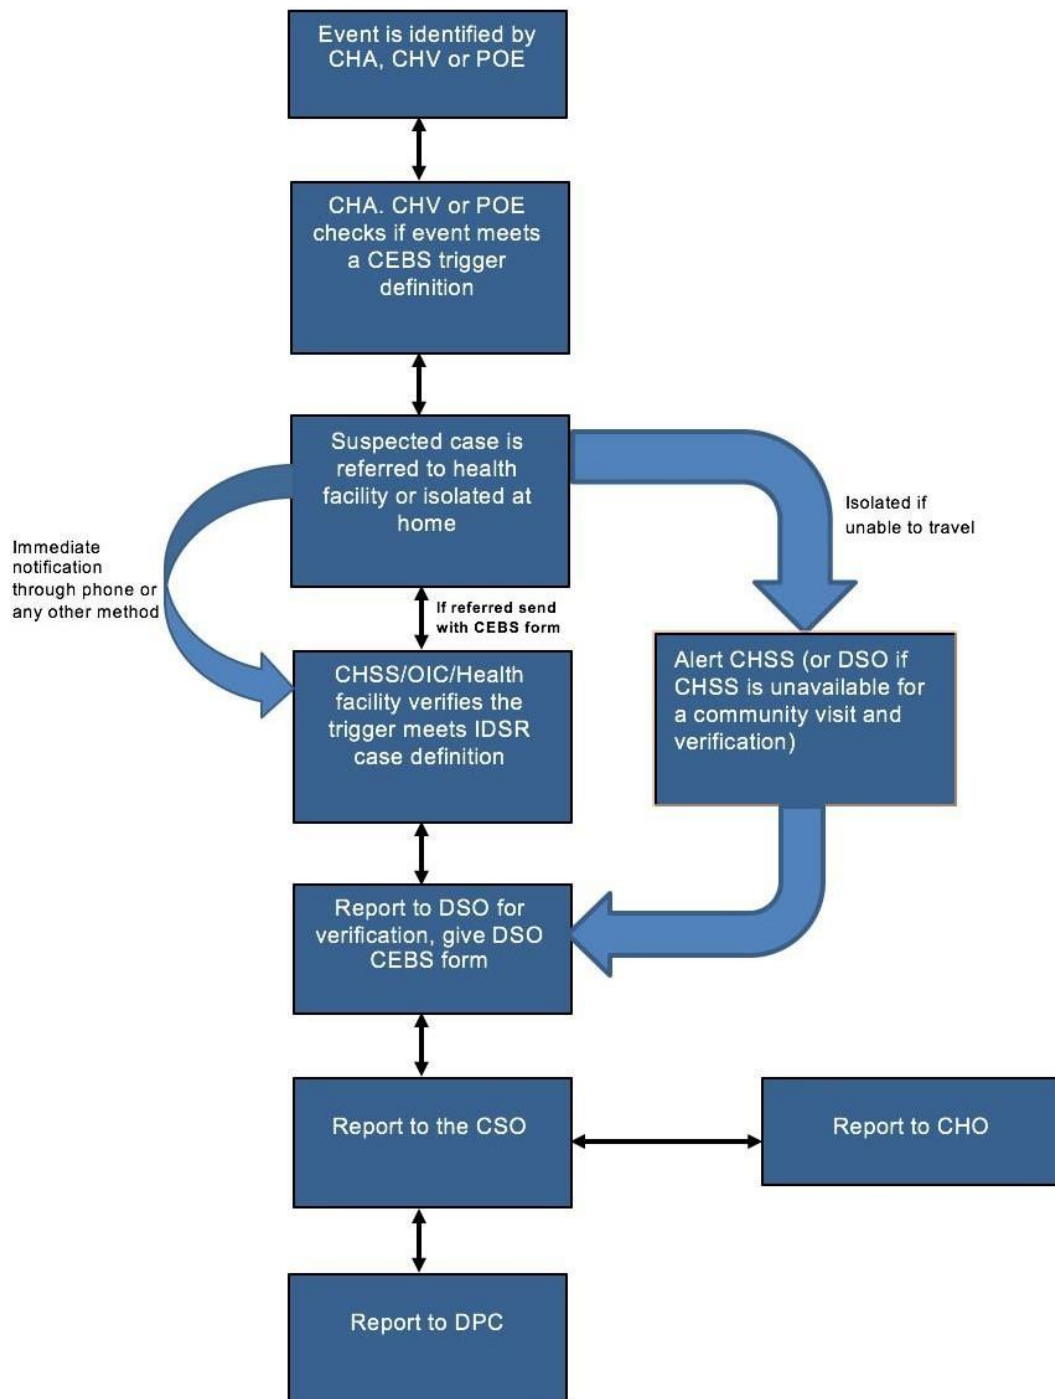 Event is identified by
CHA, CHV or POE
CHA. CHV or POE
checks if event meets
a CEBS trigger
definition
Suspected case is
referred to health
facility or isolated at
home
Isolated if
unable to travel
Immediate
notification
through phone or
any other method
If referred send
with CEBS form
CHSS/OIC/Health
facility verifies the
trigger meets IDSR
case definition
Alert CHSS (or DSO if
CHSS is unavailable for
a community visit and
verification)
Report to DSO for
verification, give DSO
CEBS form
Report to the CSO
Report to CHO
Report to DPC